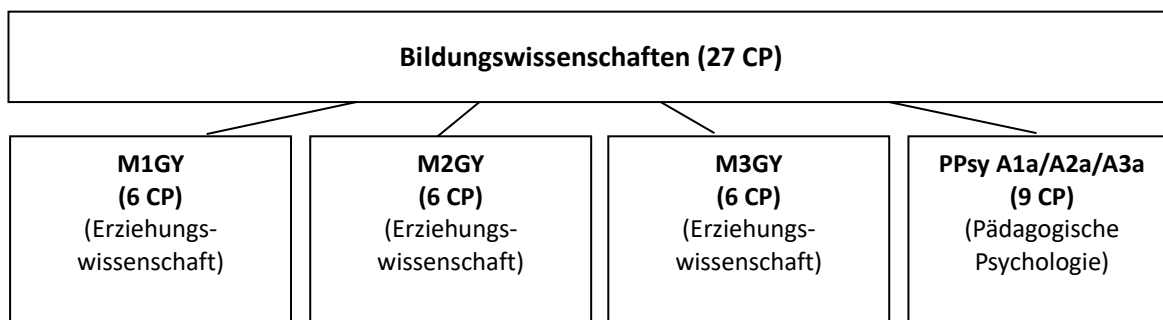 Bildungswissenschaften (27 CP)
M1GY
(6 CP)
(Erziehungs-
wissenschaft)
M2GY
(6 CP)
(Erziehungs-
wissenschaft)
M3GY
(6 CP)
(Erziehungs-
wissenschaft)
PPsy A1a/A2a/A3a
(9 CP)
(Pädagogische
Psychologie)